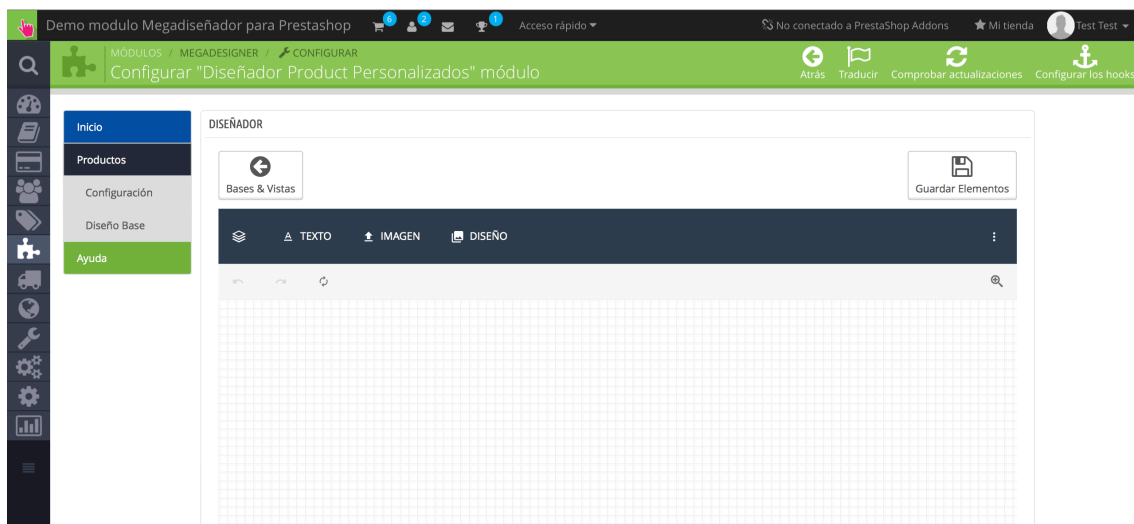 Demo modulo Megadiseñador para Prestashop 6 2 1 Acceso rápido No conectado a PrestaShop Addons Mi tienda Test Test
MÓDULOS / MEGADESIGNER / CONFIGURAR
Configurar "Diseñador Product Personalizados" módulo
Atrás Traducir Comprobar actualizaciones Configurar los hooks
Inicio
Productos
Configuración
Diseño Base
Ayuda
DISEÑADOR
Bases & Vistas
Guardar Elementos
A TEXTO IMAGEN DISEÑO